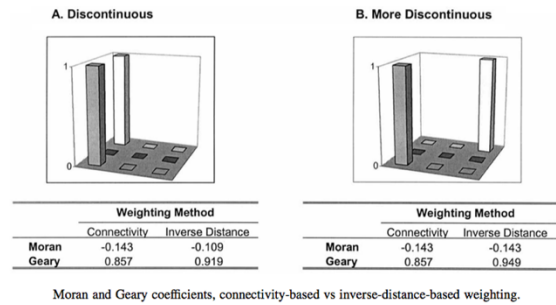 A. Discontinuous
1
0
Weighting Method
Connectivity Inverse Distance
Moran -0.143 -0.109
Geary 0.857 0.919
B. More Discontinuous
1
0
Weighting Method
Connectivity Inverse Distance
Moran -0.143 -0.143
Geary 0.857 0.949
Moran and Geary coefficients, connectivity-based vs inverse-distance-based weighting.